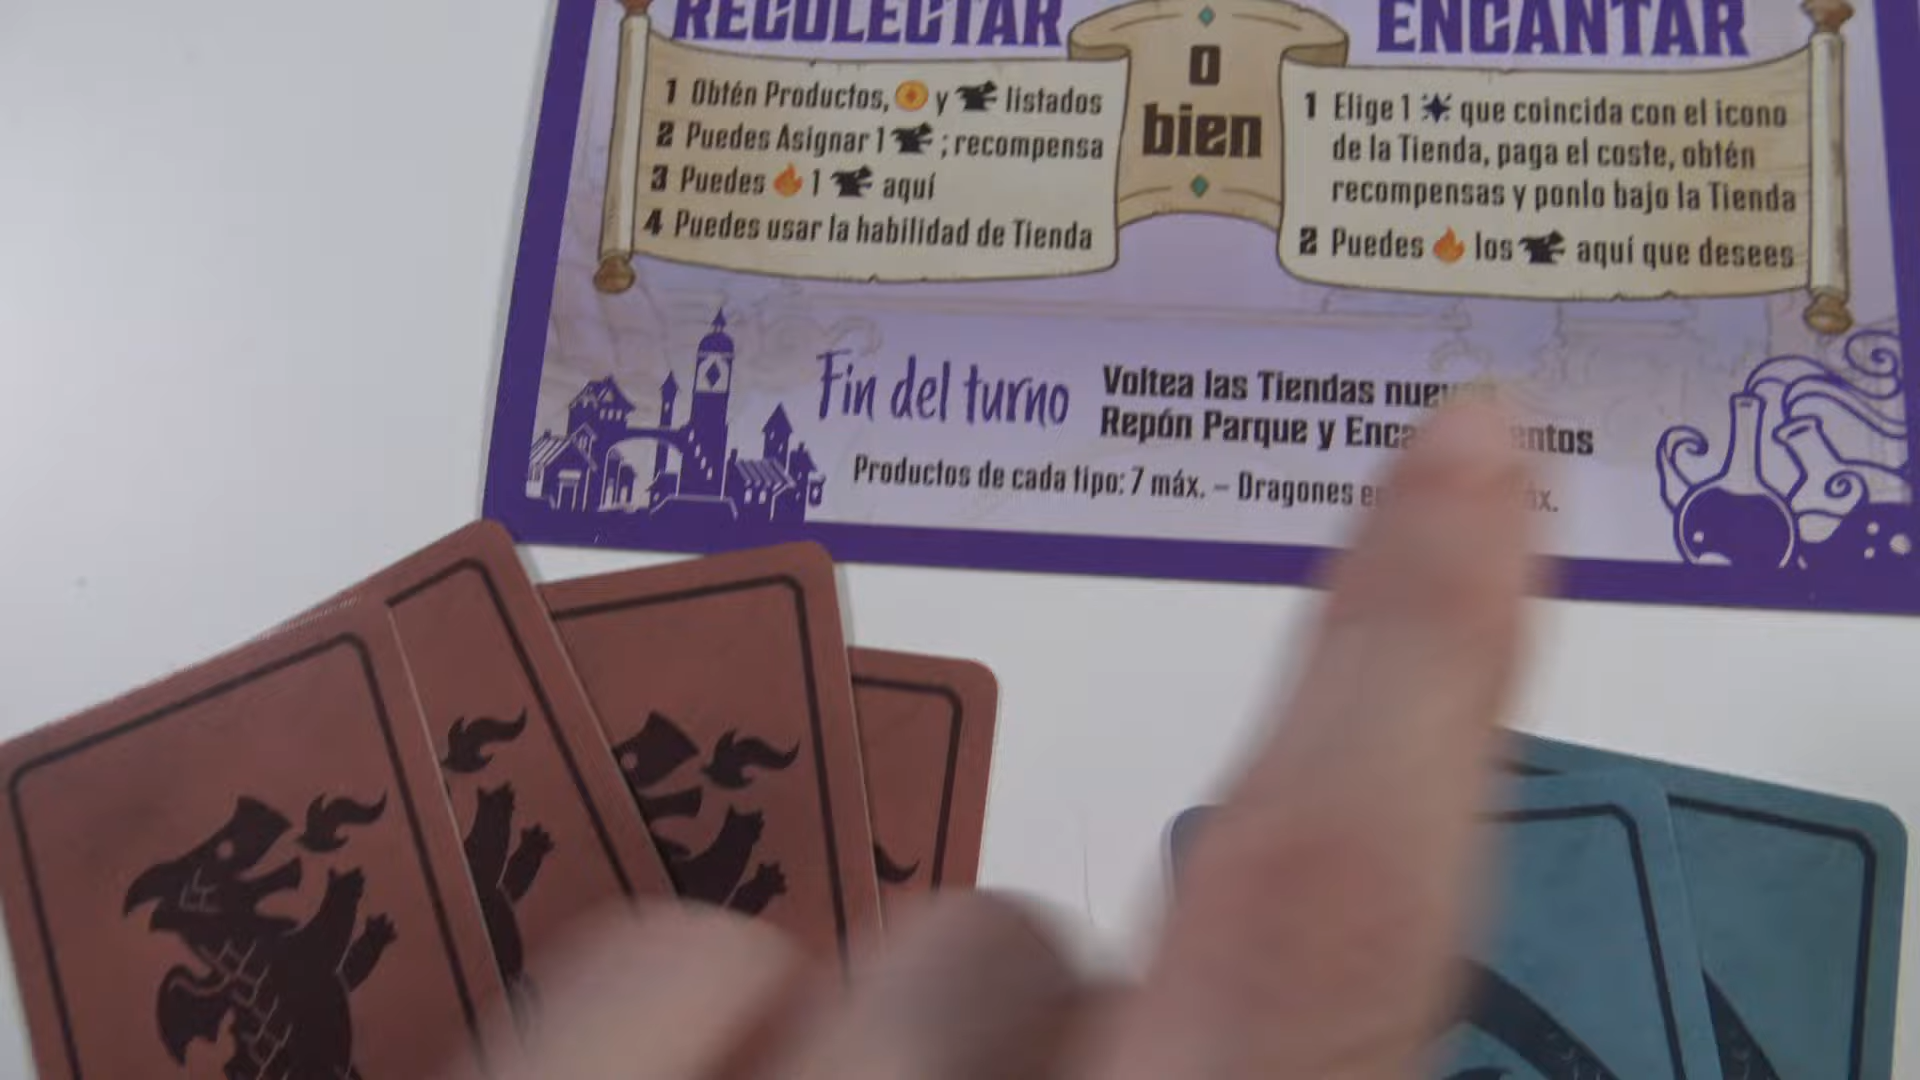 RECOLECTAR
1 Obtén Productos, y listados
2 Puedes Asignar 1 ; recompensa
3 Puedes 1 aquí
4 Puedes usar la habilidad de Tienda
o
bien
ENCANTAR
1 Elige 1 que coincida con el icono
de la Tienda, paga el coste, obtén
recompensas y ponlo bajo la Tienda
2 Puedes los aquí que desees
Fin del turno
Voltea las Tiendas
Repón Parque y
Productos de cada tipo: 7 máx. – Dragones